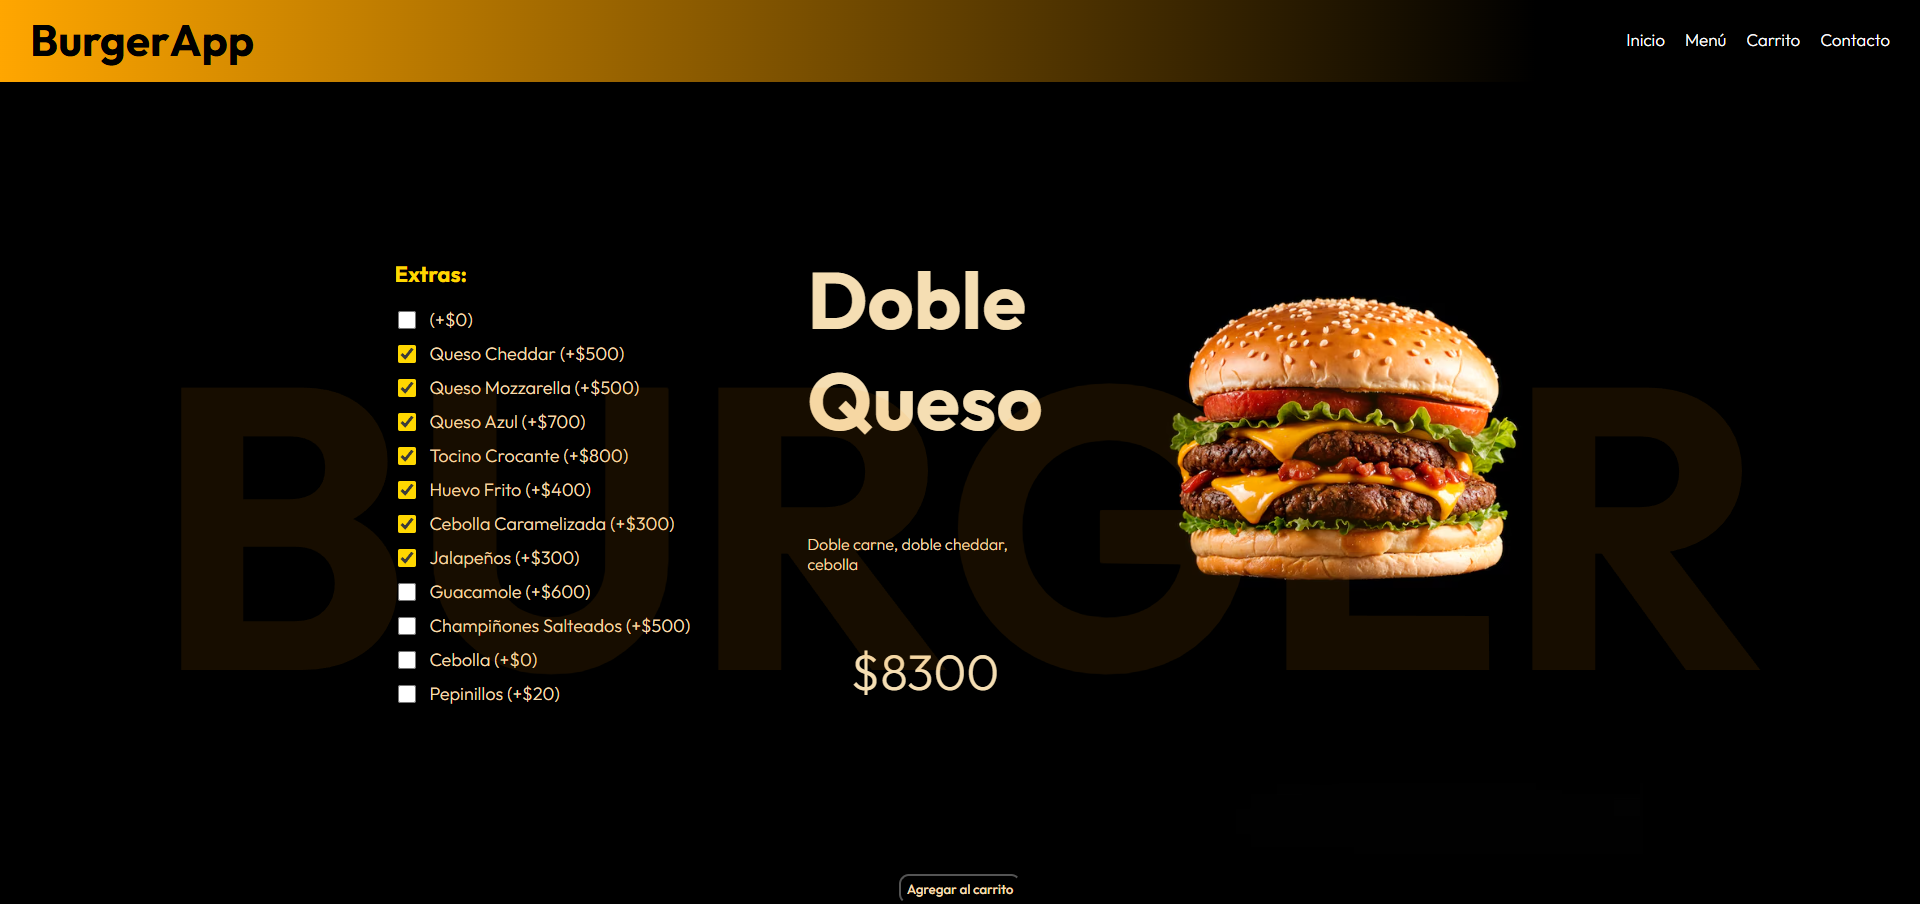 BurgerApp
Inicio Menú Carrito Contacto
BURGER
Extras:
(+$0)
Queso Cheddar (+$500)
Queso Mozzarella (+$500)
Queso Azul (+$700)
Tocino Crocante (+$800)
Huevo Frito (+$400)
Cebolla Caramelizada (+$300)
Jalapeños (+$300)
Guacamole (+$600)
Champiñones Salteados (+$500)
Cebolla (+$0)
Pepinillos (+$20)
Doble
Queso
Doble carne, doble cheddar,
cebolla
$8300
Agregar al carrito